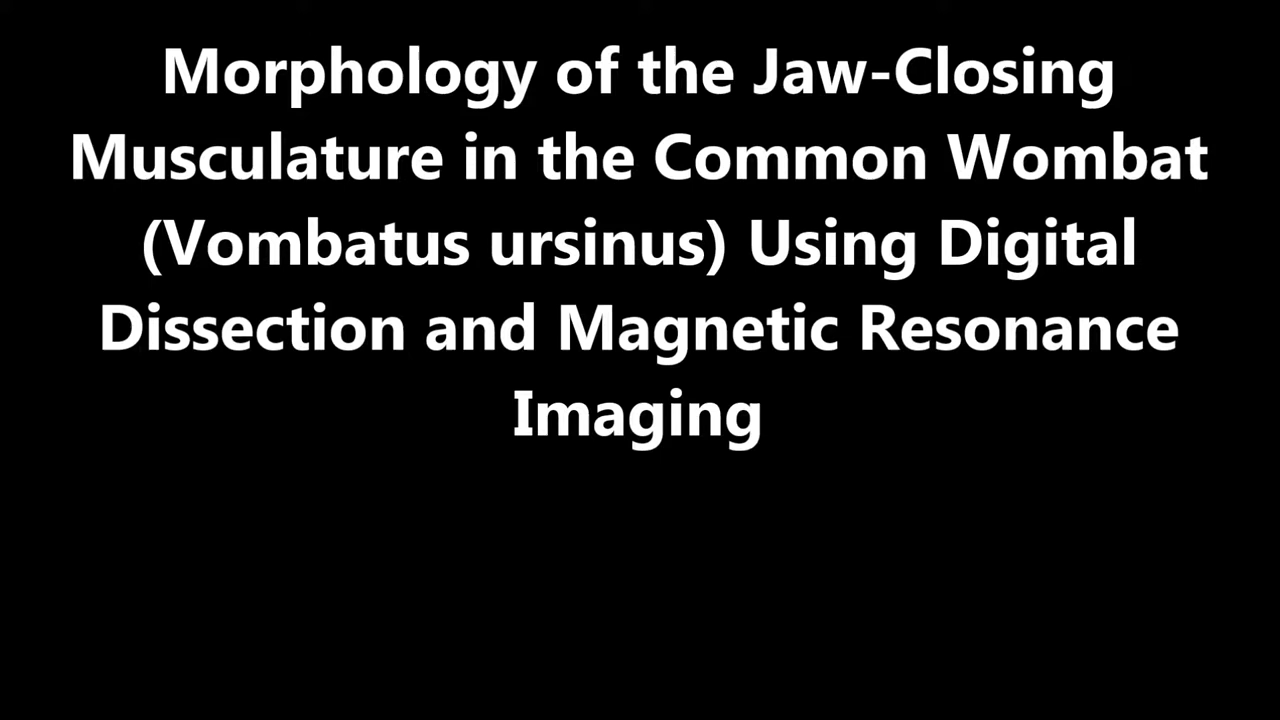 Morphology of the Jaw-Closing
Musculature in the Common Wombat
(Vombatus ursinus) Using Digital
Dissection and Magnetic Resonance
Imaging